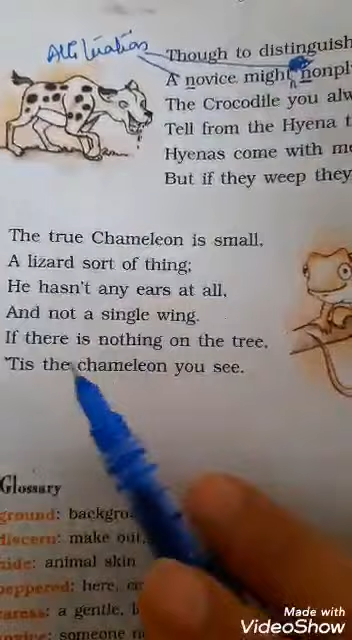 Though to distinguish
A novice might nonpl
The Crocodile you alw
Tell from the Hyena t
Hyenas come with me
But if they weep they
The true Chameleon is small,
A lizard sort of thing;
He hasn't any ears at all,
And not a single wing.
If there is nothing on the tree,
'Tis the chameleon you see.
Glossary
ground: backgro
discern: make out,
hide: animal skin
peppered: here,
caress: a gentle,
novice: someone
Made with
VideoShow